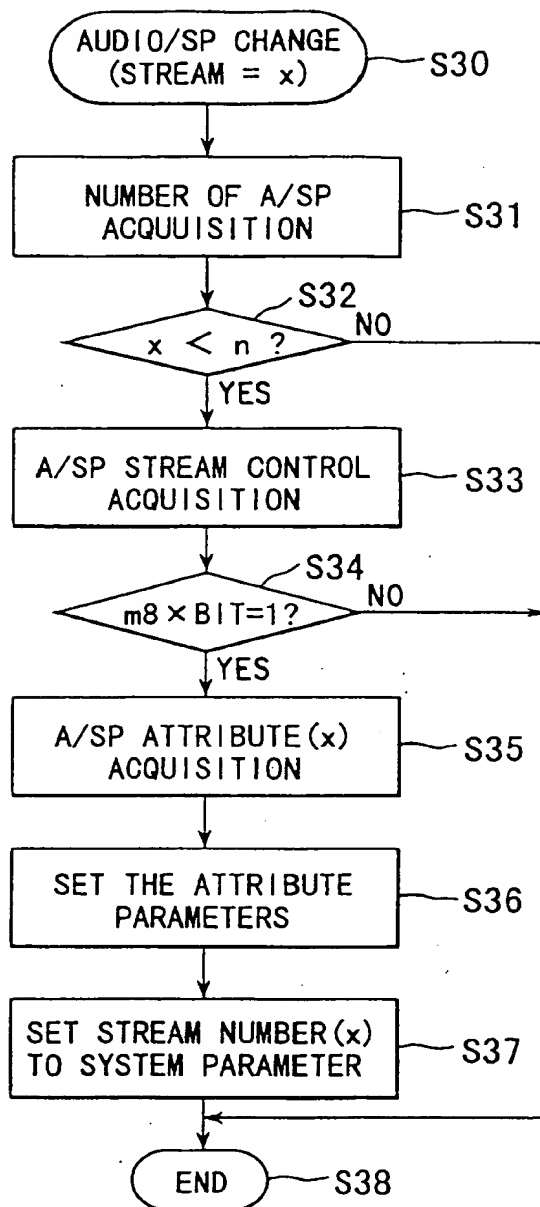 AUDIO/SP CHANGE
(STREAM = x)
S30
NUMBER OF A/SP
ACQUUISITION
S31
S32
x < n ?
NO
YES
A/SP STREAM CONTROL
ACQUISITION
S33
S34
m8×BIT=1?
NO
YES
A/SP ATTRIBUTE(x)
ACQUISITION
S35
SET THE ATTRIBUTE
PARAMETERS
S36
SET STREAM NUMBER(x)
TO SYSTEM PARAMETER
S37
END
S38